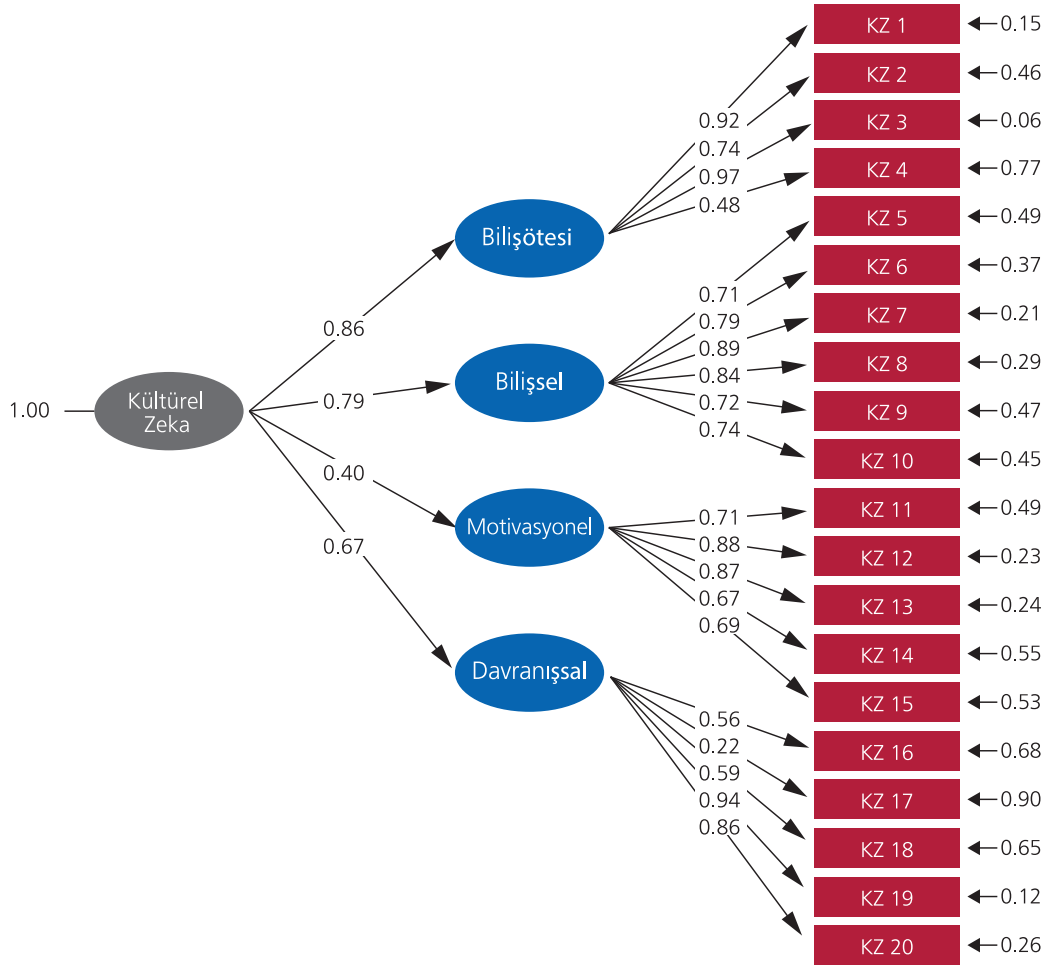 1.00
Kültürel
Zeka
0.86
0.79
0.40
0.67
Bilişötesi
Bilişsel
Motivasyonel
Davranışsal
0.92
0.74
0.97
0.48
0.71
0.79
0.89
0.84
0.72
0.74
0.71
0.88
0.87
0.67
0.69
0.56
0.22
0.59
0.94
0.86
KZ 1 0.15
KZ 2 0.46
KZ 3 0.06
KZ 4 0.77
KZ 5 0.49
KZ 6 0.37
KZ 7 0.21
KZ 8 0.29
KZ 9 0.47
KZ 10 0.45
KZ 11 0.49
KZ 12 0.23
KZ 13 0.24
KZ 14 0.55
KZ 15 0.53
KZ 16 0.68
KZ 17 0.90
KZ 18 0.65
KZ 19 0.12
KZ 20 0.26